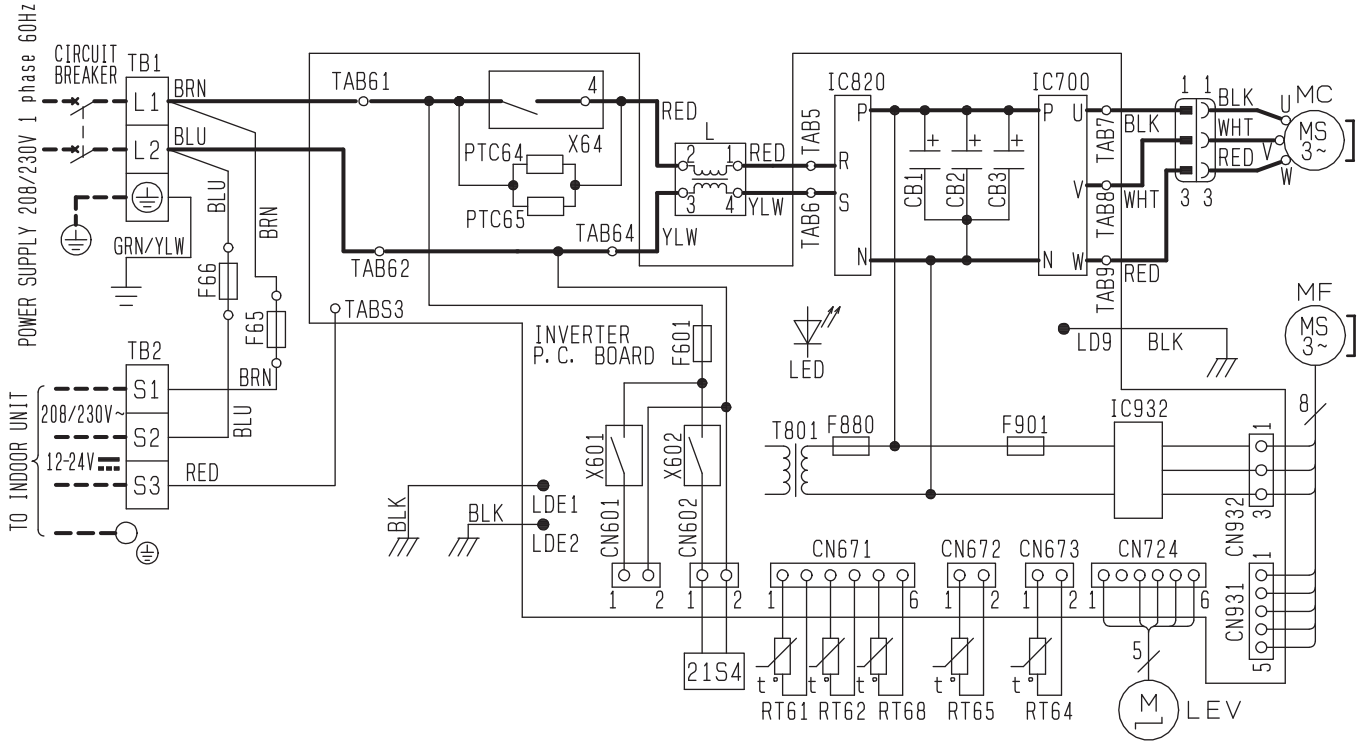 POWER SUPPLY 208/230V 1 phase 60Hz
CIRCUIT
BREAKER
TB1
L1
L2
BRN
BLU
GRN/YLW
BLU
BRN
F66
F65
TAB61
TAB62
TABS3
4
X64
PTC64
PTC65
TAB64
RED
YLW
L
2 1
3 4
RED
YLW
TAB5
TAB6
IC820
P
R
S
N
CB1
CB2
CB3
+ + +
IC700
P U
V
N W
TAB7
TAB8
TAB9
BLK
WHT
RED
1 1
3 3
BLK
WHT
RED
U
V
W
MC
MS
3~
MF
MS
3~
8
TB2
S1
S2
S3
BRN
BLU
RED
TO INDOOR UNIT
208/230V~
12-24V
INVERTER
P.C. BOARD
F601
LED
LD9
BLK
X601
X602
BLK
BLK
LDE1
LDE2
CN601
CN602
1 2
1 2
21S4
T801
F880
F901
IC932
1
3
CN932
1
5
CN931
CN671
1 6
CN672
1 2
CN673
1 2
CN724
1 6
t°
t°
t°
t°
t°
RT61
RT62
RT68
RT65
RT64
5
M
LEV